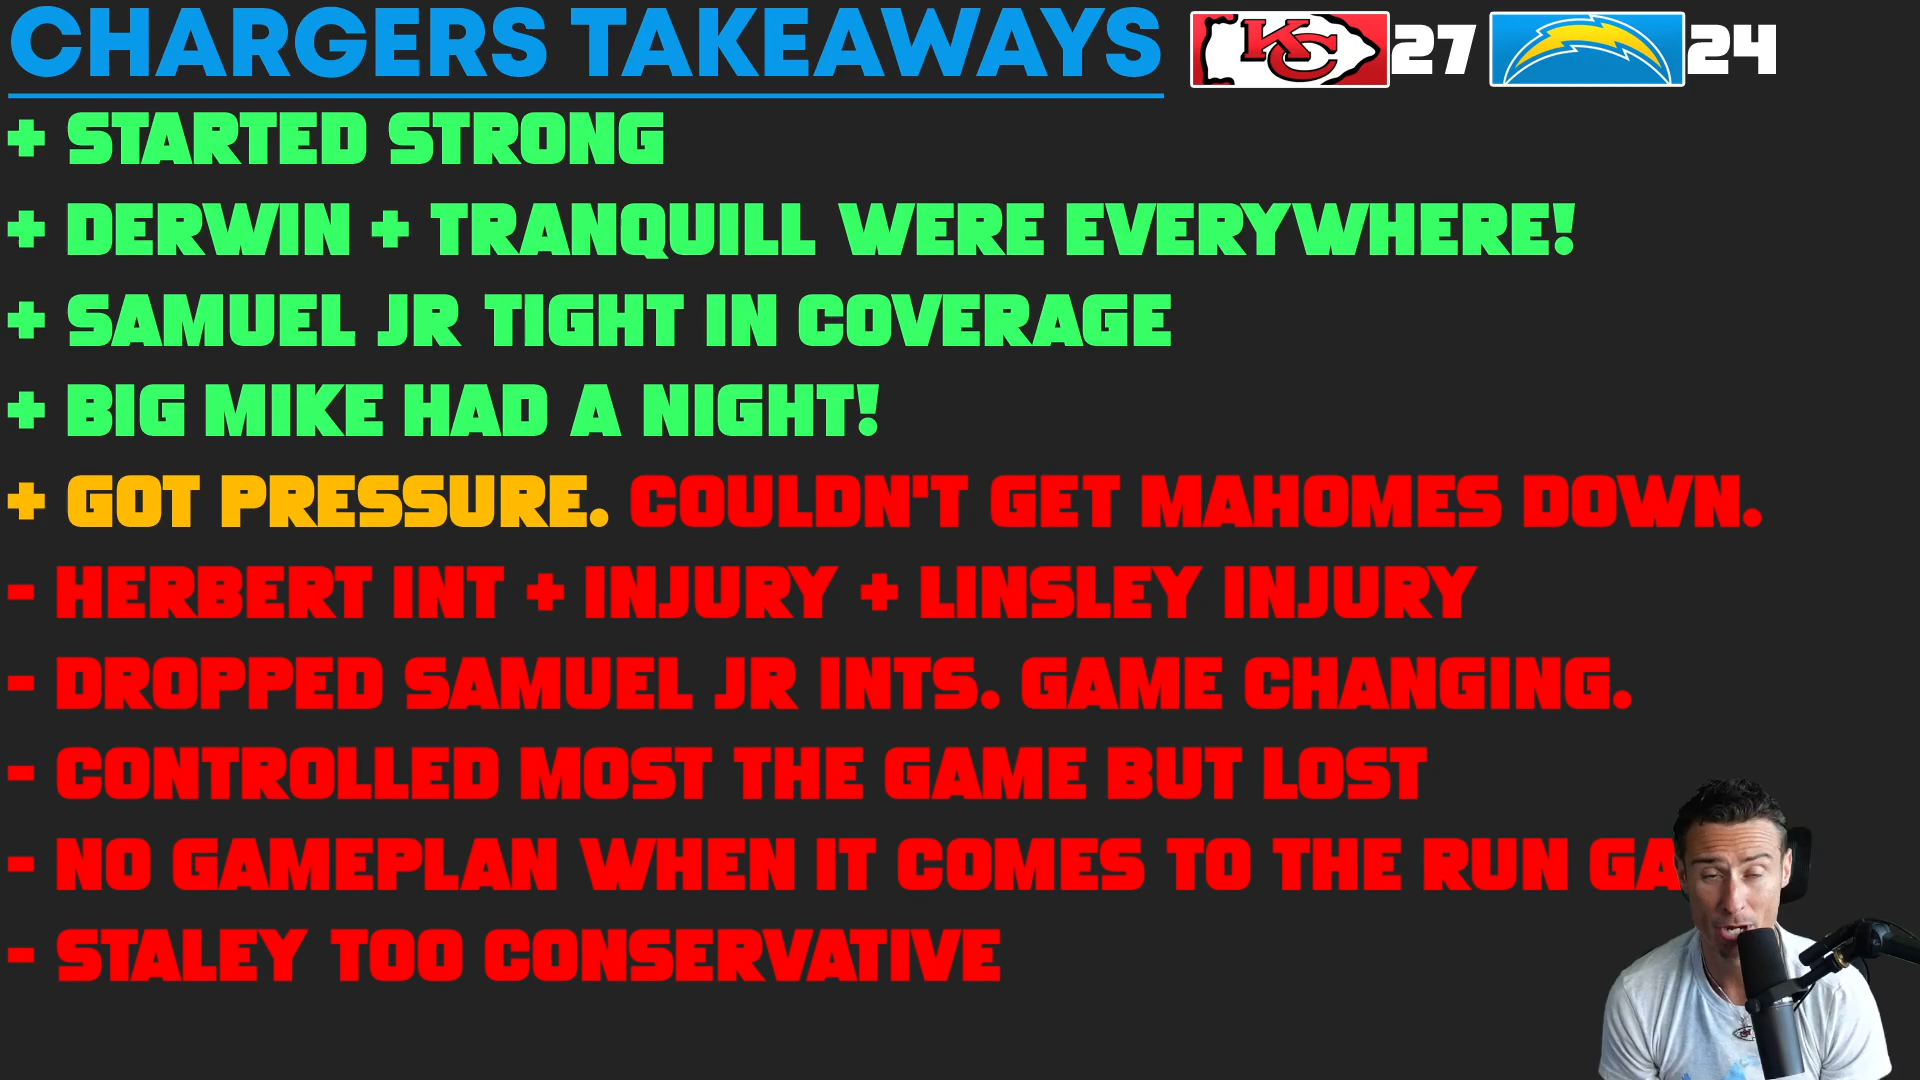 CHARGERS TAKEAWAYS KC 27 24
+ STARTED STRONG
+ DERWIN + TRANQUILL WERE EVERYWHERE!
+ SAMUEL JR TIGHT IN COVERAGE
+ BIG MIKE HAD A NIGHT!
+ GOT PRESSURE. COULDN'T GET MAHOMES DOWN.
- HERBERT INT + INJURY + LINSLEY INJURY
- DROPPED SAMUEL JR INTS. GAME CHANGING.
- CONTROLLED MOST THE GAME BUT LOST
- NO GAMEPLAN WHEN IT COMES TO THE RUN GA
- STALEY TOO CONSERVATIVE